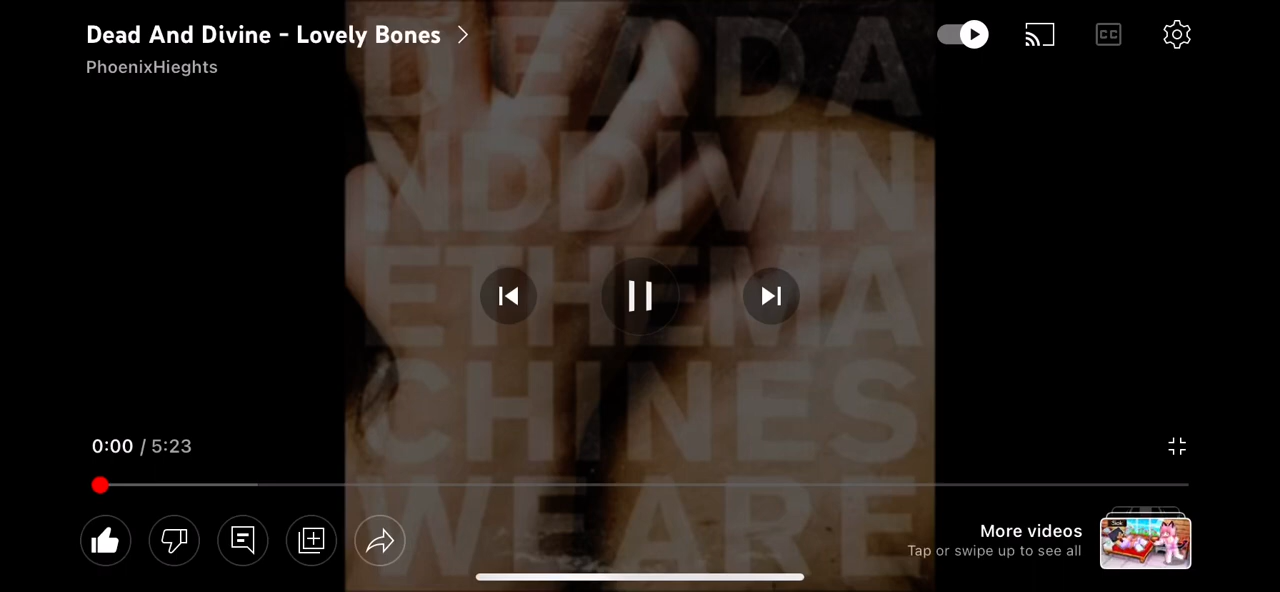 Dead And Divine - Lovely Bones
PhoenixHieghts
CC
DEADA
NDDIVIN
ETHEMA
CHINES
WEARE
0:00 / 5:23
More videos
Tap or swipe up to see all